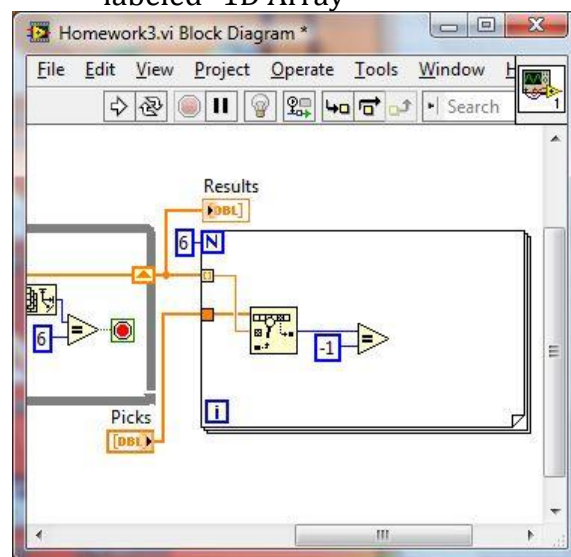 labeled "1D Array"
Homework3.vi Block Diagram *
File Edit View Project Operate Tools Window H
Search
1
Results
DBL]
6 N
6
-1
i
Picks
[DBL]